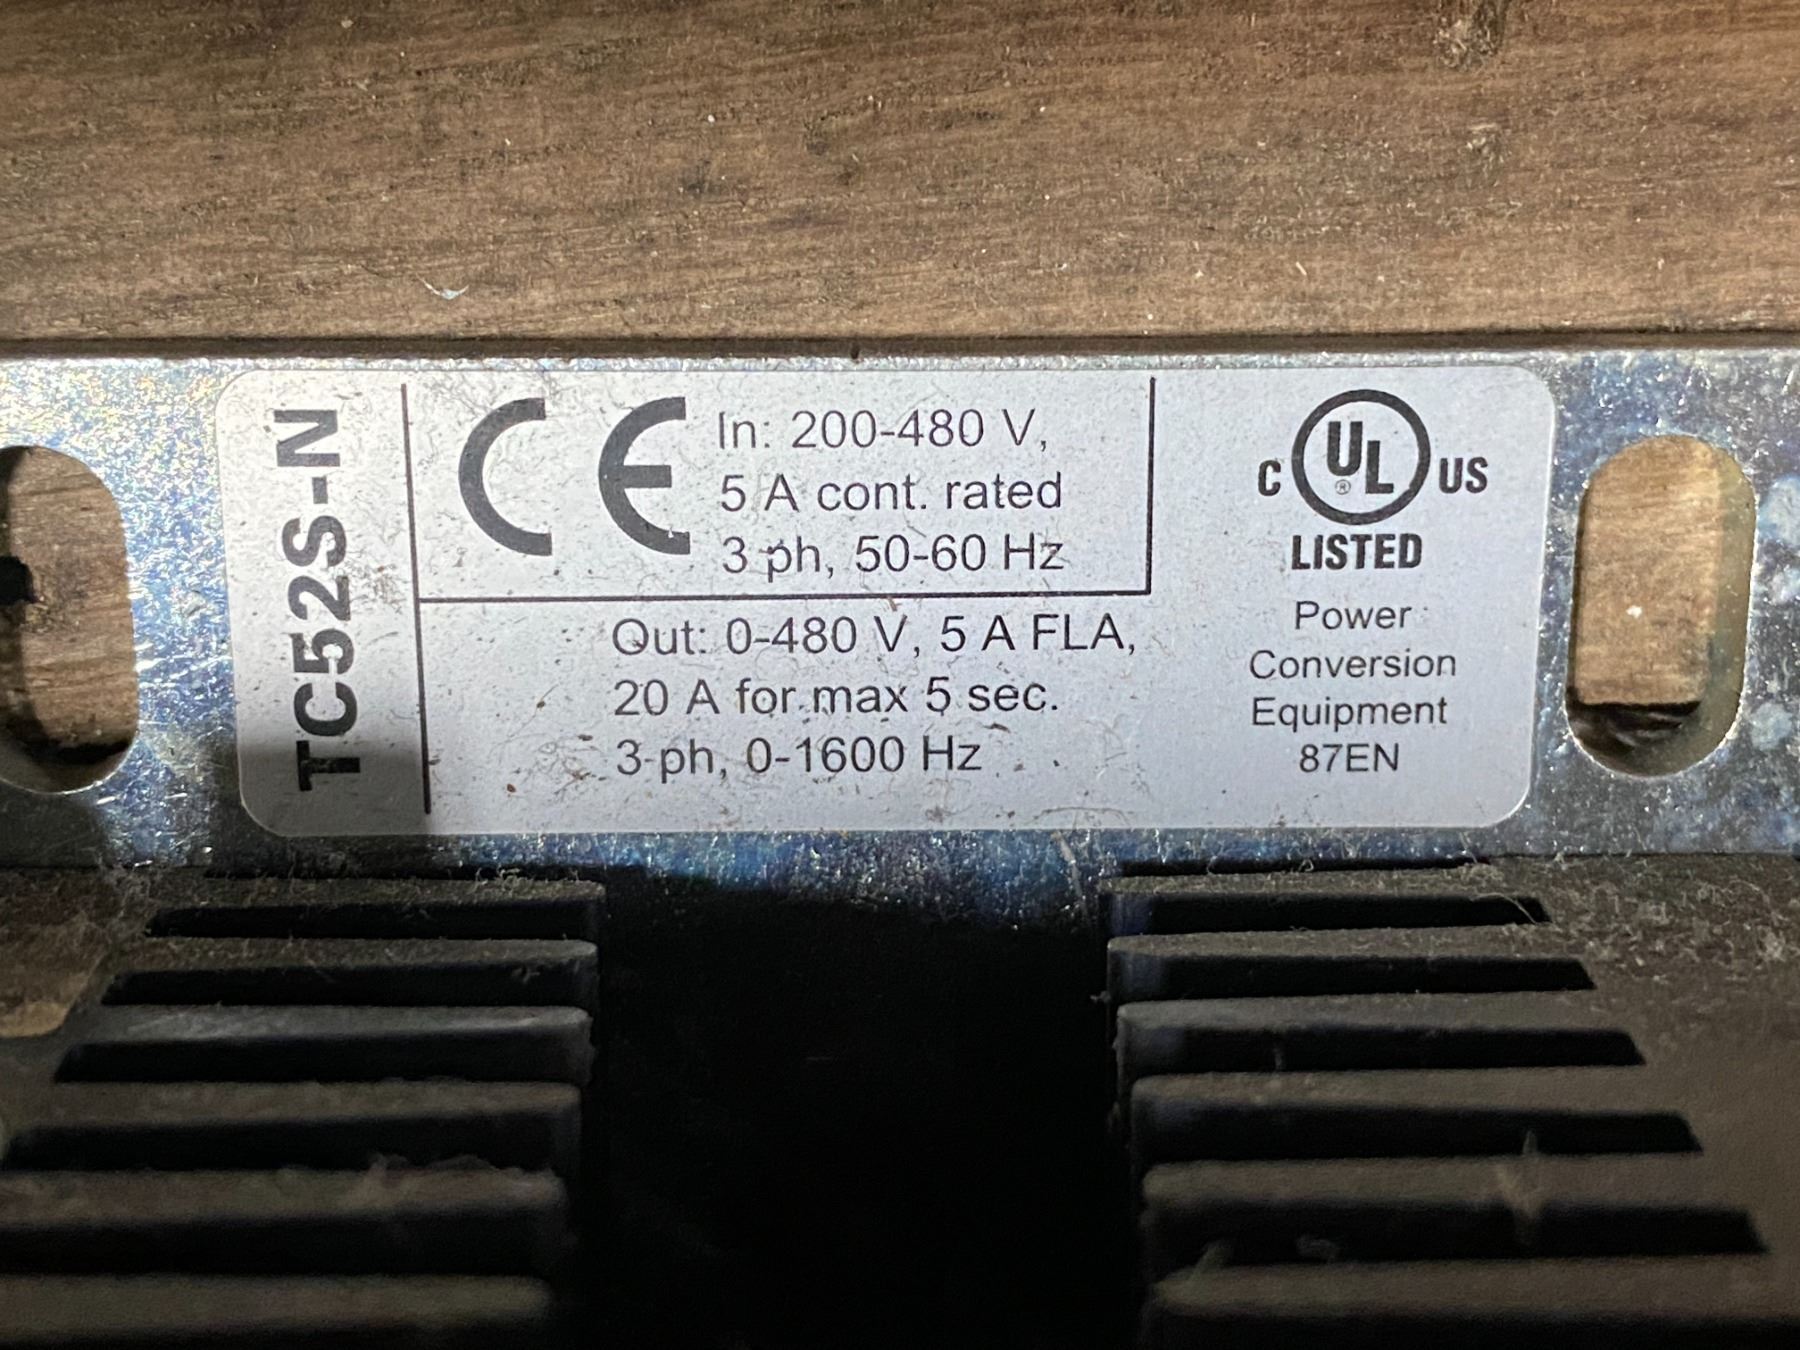 TC52S-N
CE
In: 200-480 V,
5 A cont. rated
3 ph, 50-60 Hz
Out: 0-480 V, 5 A FLA,
20 A for max 5 sec.
3-ph, 0-1600 Hz
C UL ® US
LISTED
Power
Conversion
Equipment
87EN